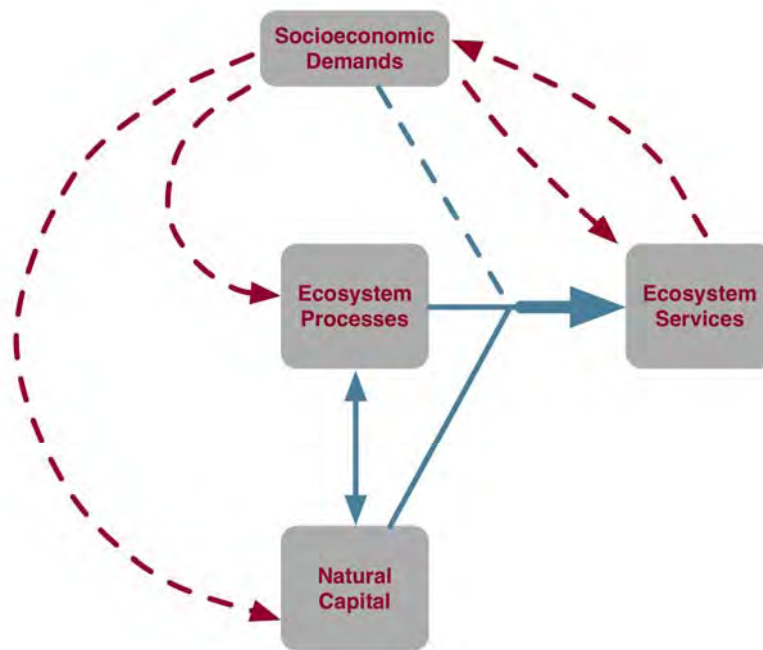 Socioeconomic
Demands
Ecosystem
Processes
Ecosystem
Services
Natural
Capital